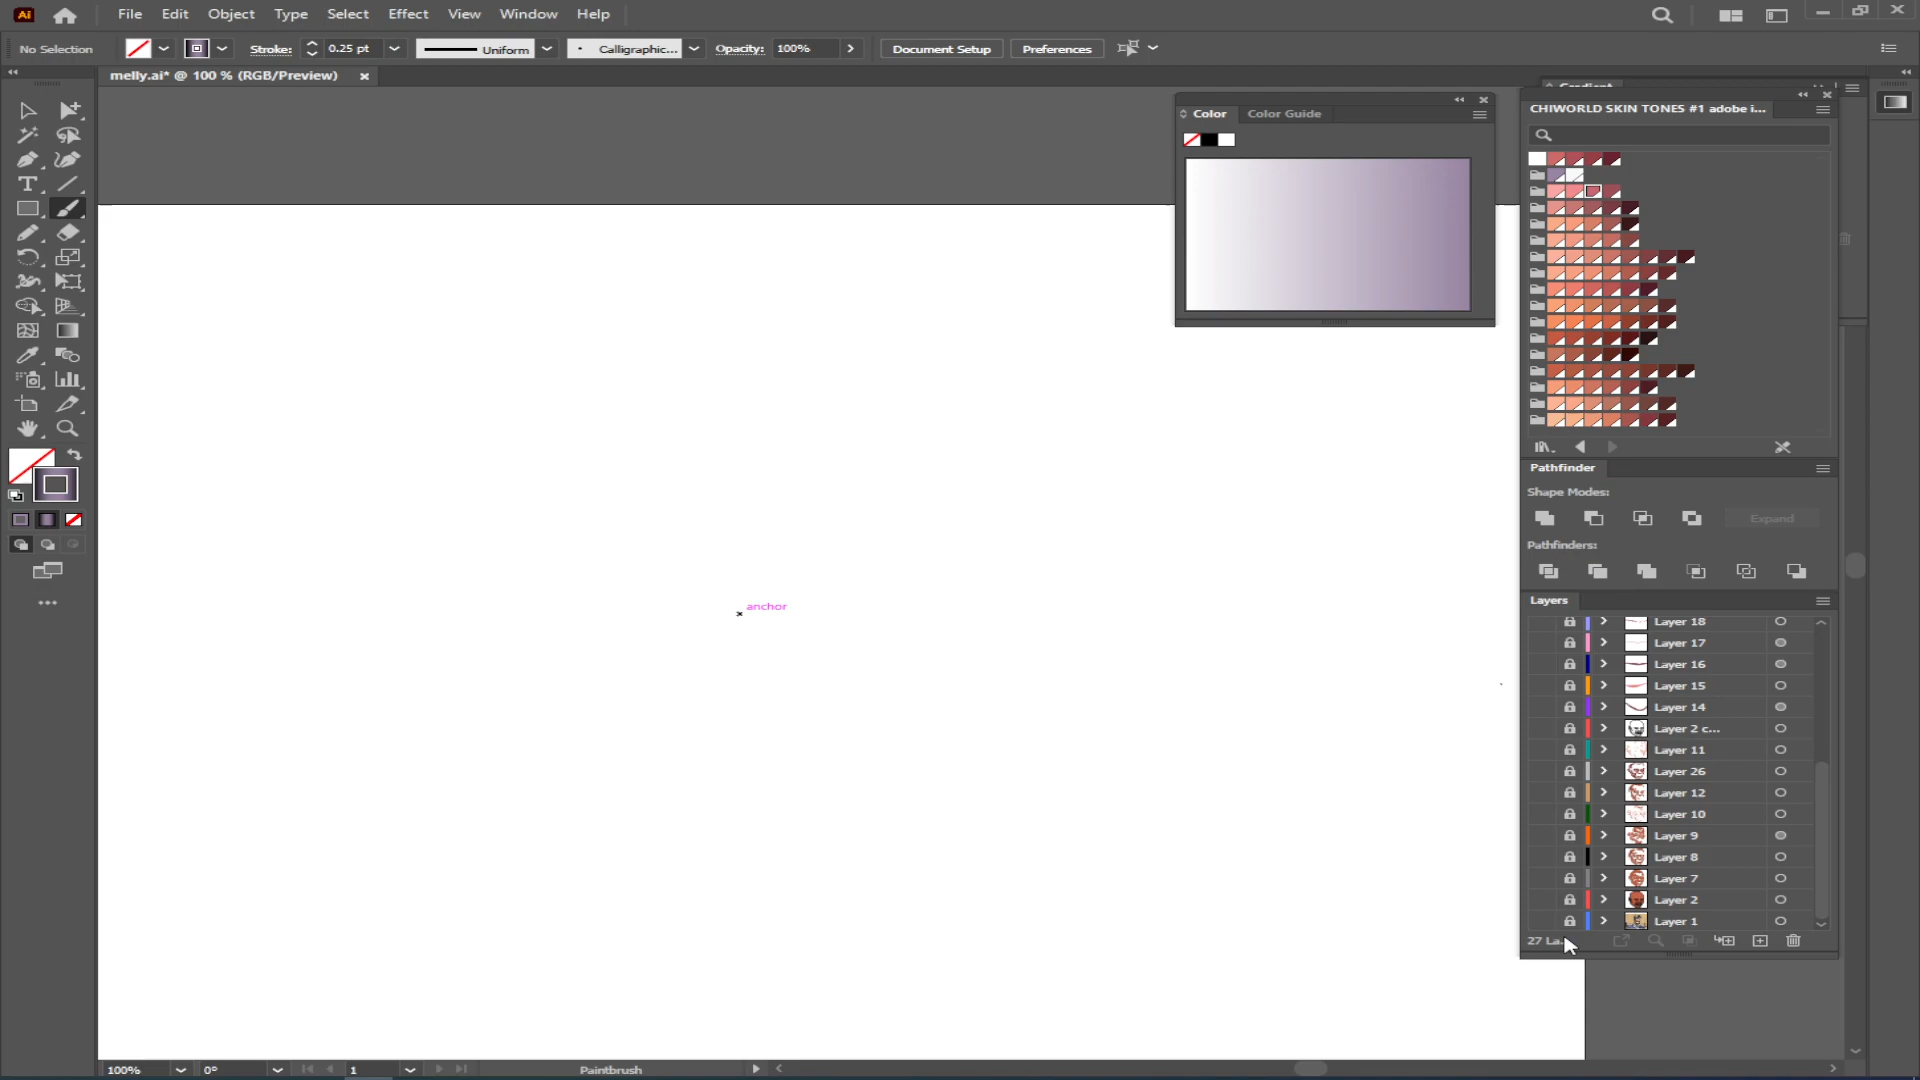 Ai File Edit Object Type Select Effect View Window Help
No Selection Stroke: 0.25 pt Uniform Calligraphic... Opacity: 100% Document Setup Preferences
melly.ai* @ 100 % (RGB/Preview)
Color Color Guide
CHIWORLD SKIN TONES #1 adobe i...
anchor
Pathfinder
Shape Modes:
Expand
Pathfinders:
Layers
Layer 18
Layer 17
Layer 16
Layer 15
Layer 14
Layer 2 c...
Layer 11
Layer 26
Layer 12
Layer 10
Layer 9
Layer 8
Layer 7
Layer 2
Layer 1
27 La...
100% 0° 1 Paintbrush